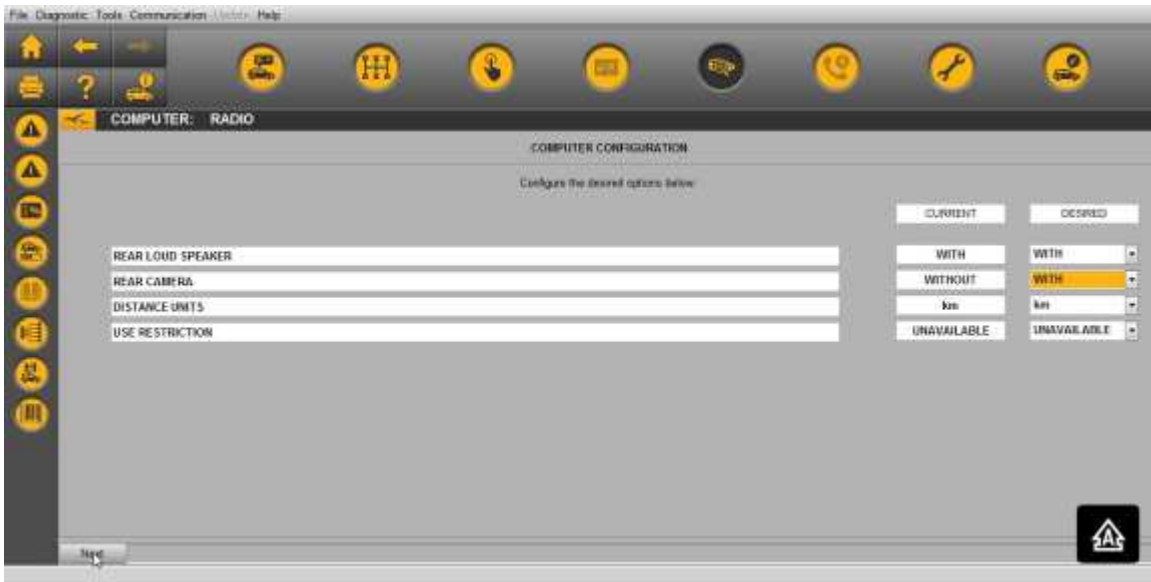 File Diagnostic Tools Communication Update Help
COMPUTER: RADIO
COMPUTER CONFIGURATION
Configure the desired options below:
CURRENT DESIRED
REAR LOUD SPEAKER WITH WITH
REAR CAMERA WITHOUT WITH
DISTANCE UNITS km km
USE RESTRICTION UNAVAILABLE UNAVAILABLE
Next